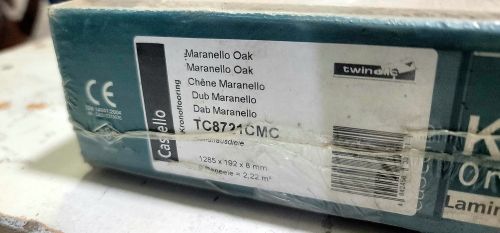 Castello
Kronoflooring
Maranello Oak
Maranello Oak
Chêne Maranello
Dub Maranello
Dab Maranello
TC8721CMC
1285 x 192 x 8 mm
= 2,22 m²
twin
CE
K
Lamin